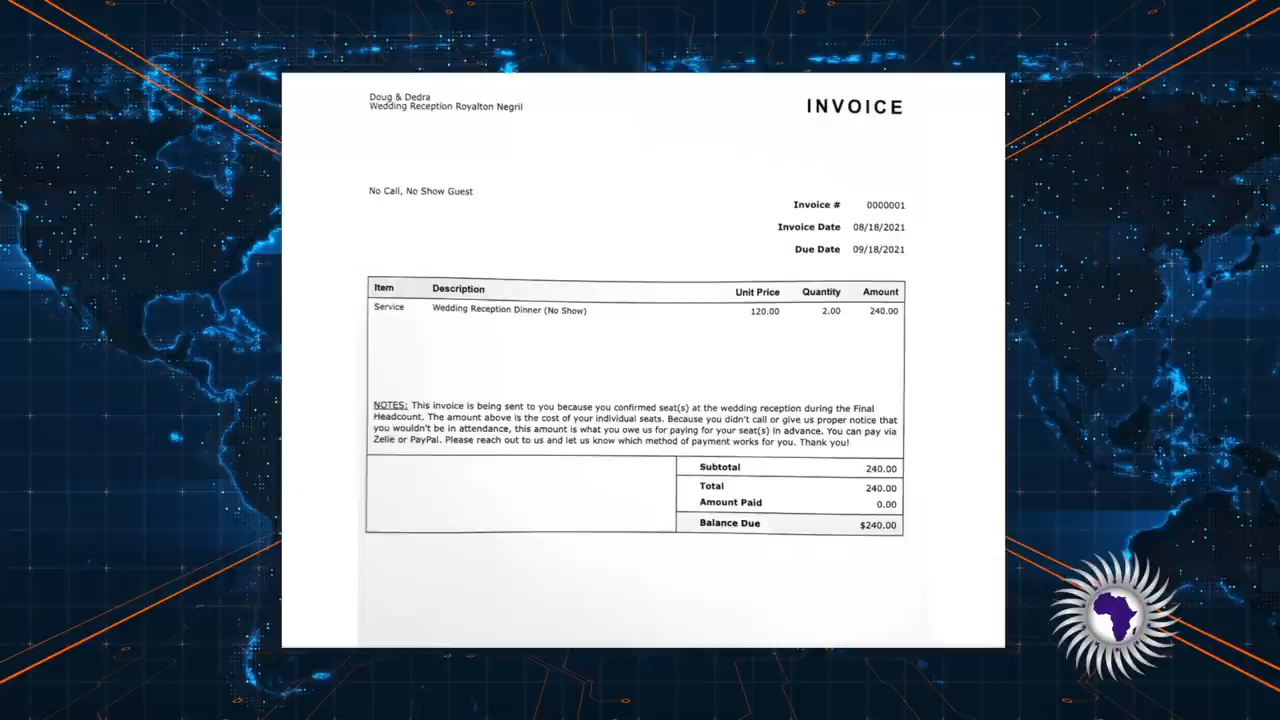 Doug & Dedra
Wedding Reception Royalton Negril
INVOICE
No Call, No Show Guest
Invoice # 0000001
Invoice Date 08/18/2021
Due Date 09/18/2021
Item Description Unit Price Quantity Amount
Service Wedding Reception Dinner (No Show) 120.00 2.00 240.00
NOTES: This invoice is being sent to you because you confirmed seat(s) at the wedding reception during the Final
Headcount. The amount above is the cost of your individual seats. Because you didn't call or give us proper notice that
you wouldn't be in attendance, this amount is what you owe us for paying for your seat(s) in advance. You can pay via
Zelle or PayPal. Please reach out to us and let us know which method of payment works for you. Thank you!
Subtotal 240.00
Total 240.00
Amount Paid 0.00
Balance Due $240.00